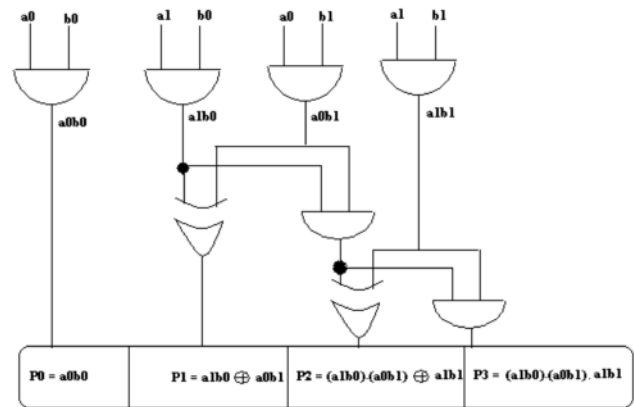 a0 b0 a1 b0 a0 b1 a1 b1
a0b0
a1b0
a0b1
a1b1
P0 = a0b0
P1 = a1b0 ⊕ a0b1
P2 = (a1b0)·(a0b1) ⊕ a1b1
P3 = (a1b0)·(a0b1). a1b1